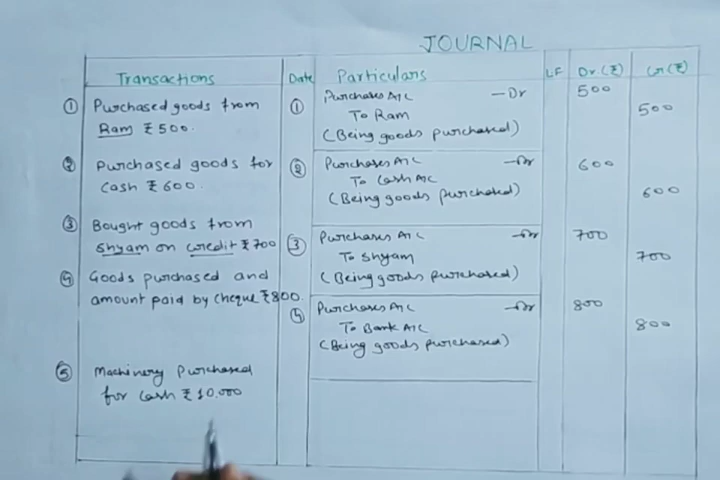 JOURNAL
Transactions Date Particulars LF Dr.(₹) Cr.(₹)
① Purchased goods from
Ram ₹500.
② Purchased goods for
Cash ₹600.
③ Bought goods from
Shyam on credit ₹700
④ Goods purchased and
amount paid by cheque ₹800.
⑤ Machinery Purchased
for Cash ₹10,000
① Purchases A/C —Dr 500
To Ram 500
(Being goods purchased)
② Purchases A/C —Dr 600
To Cash A/C 600
(Being goods purchased)
③ Purchases A/C —Dr 700
To Shyam 700
(Being goods purchased)
④ Purchases A/C —Dr 800
To Bank A/C 800
(Being goods purchased)